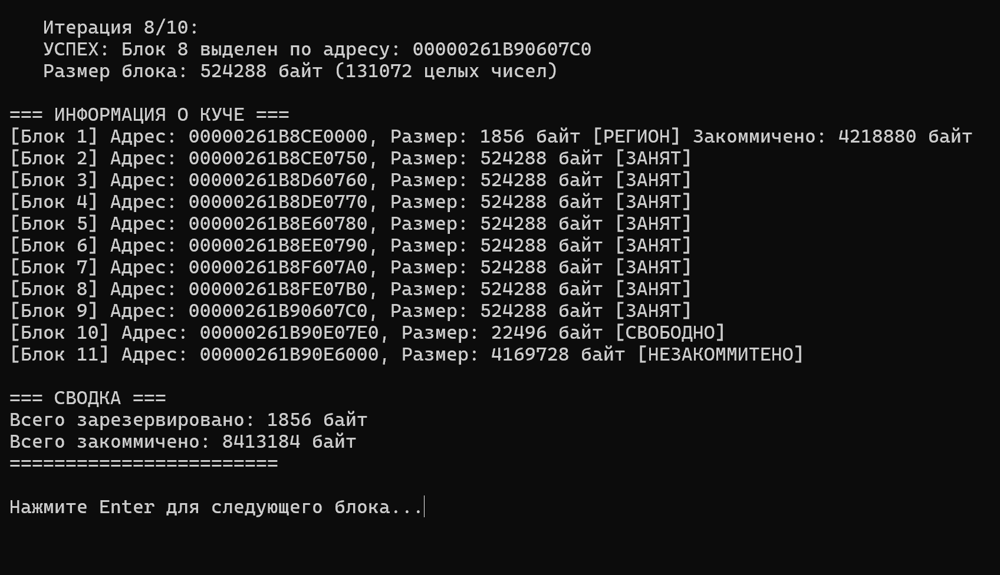 Итерация 8/10:
УСПЕХ: Блок 8 выделен по адресу: 00000261B90607C0
Размер блока: 524288 байт (131072 целых чисел)
=== ИНФОРМАЦИЯ О КУЧЕ ===
[Блок 1] Адрес: 00000261B8CE0000, Размер: 1856 байт [РЕГИОН] Закоммичено: 4218880 байт
[Блок 2] Адрес: 00000261B8CE0750, Размер: 524288 байт [ЗАНЯТ]
[Блок 3] Адрес: 00000261B8D60760, Размер: 524288 байт [ЗАНЯТ]
[Блок 4] Адрес: 00000261B8DE0770, Размер: 524288 байт [ЗАНЯТ]
[Блок 5] Адрес: 00000261B8E60780, Размер: 524288 байт [ЗАНЯТ]
[Блок 6] Адрес: 00000261B8EE0790, Размер: 524288 байт [ЗАНЯТ]
[Блок 7] Адрес: 00000261B8F607A0, Размер: 524288 байт [ЗАНЯТ]
[Блок 8] Адрес: 00000261B8FE07B0, Размер: 524288 байт [ЗАНЯТ]
[Блок 9] Адрес: 00000261B90607C0, Размер: 524288 байт [ЗАНЯТ]
[Блок 10] Адрес: 00000261B90E07E0, Размер: 22496 байт [СВОБОДНО]
[Блок 11] Адрес: 00000261B90E6000, Размер: 4169728 байт [НЕЗАКОММИТЕНО]
=== СВОДКА ===
Всего зарезервировано: 1856 байт
Всего закоммичено: 8413184 байт
========================
Нажмите Enter для следующего блока...